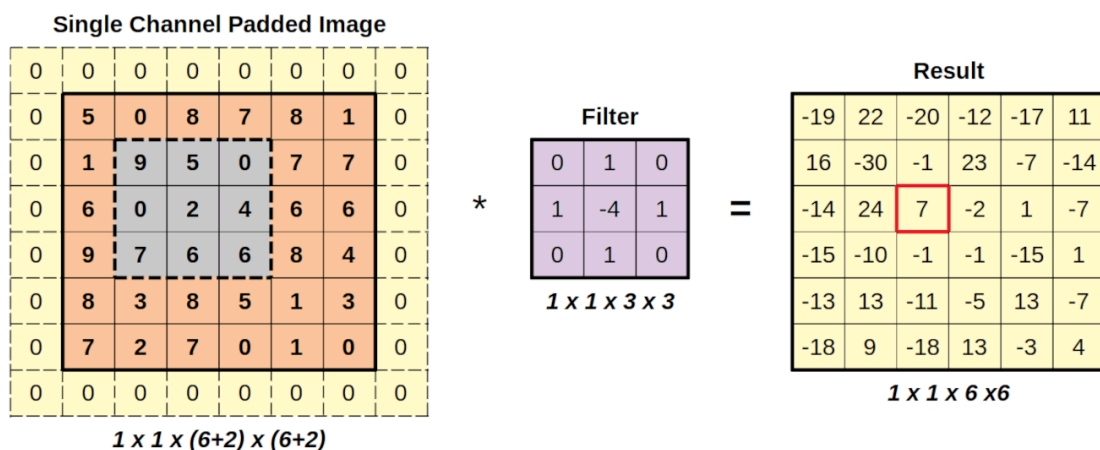 Single Channel Padded Image
0 0 0 0 0 0 0 0
0 5 0 8 7 8 1 0
0 1 9 5 0 7 7 0
0 6 0 2 4 6 6 0
0 9 7 6 6 8 4 0
0 8 3 8 5 1 3 0
0 7 2 7 0 1 0 0
0 0 0 0 0 0 0 0
1 x 1 x (6+2) x (6+2)
*
Filter
0 1 0
1 -4 1
0 1 0
1 x 1 x 3 x 3
=
Result
-19 22 -20 -12 -17 11
16 -30 -1 23 -7 -14
-14 24 7 -2 1 -7
-15 -10 -1 -1 -15 1
-13 13 -11 -5 13 -7
-18 9 -18 13 -3 4
1 x 1 x 6 x6